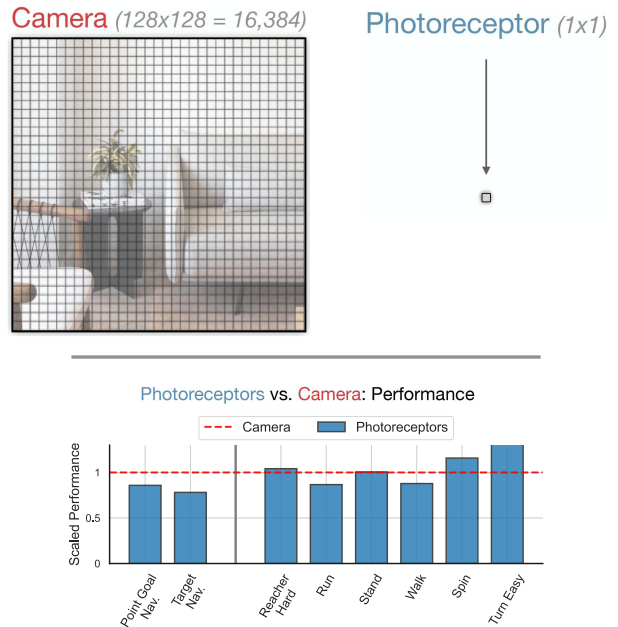 Camera (128x128 = 16,384)
Photoreceptor (1x1)
Photoreceptors vs. Camera: Performance
Camera
Photoreceptors
Scaled Performance
1
0.5
0
Point Goal
Nav.
Target
Nav.
Reacher
Hard
Run
Stand
Walk
Spin
Turn Easy